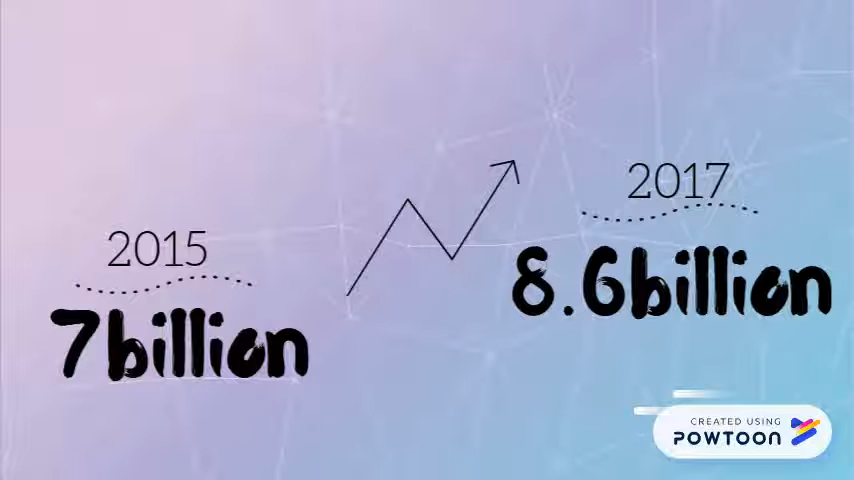 2015
7billion
2017
8.6billion
CREATED USING
POWTOON